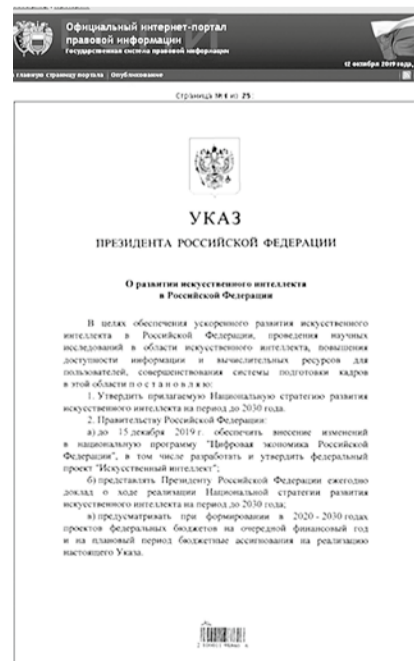 Официальный интернет-портал
правовой информации
Государственная система правовой информации
12 октября 2019 года,
главную страницу портала | Опубликование
Страница № 1 из 25:
УКАЗ
ПРЕЗИДЕНТА РОССИЙСКОЙ ФЕДЕРАЦИИ
О развитии искусственного интеллекта
в Российской Федерации
В целях обеспечения ускоренного развития искусственного
интеллекта в Российской Федерации, проведения научных
исследований в области искусственного интеллекта, повышения
доступности информации и вычислительных ресурсов для
пользователей, совершенствования системы подготовки кадров
в этой области п о с т а н о в л я ю:
1. Утвердить прилагаемую Национальную стратегию развития
искусственного интеллекта на период до 2030 года.
2. Правительству Российской Федерации:
а) до 15 декабря 2019 г. обеспечить внесение изменений
в национальную программу "Цифровая экономика Российской
Федерации", в том числе разработать и утвердить федеральный
проект "Искусственный интеллект";
б) представлять Президенту Российской Федерации ежегодно
доклад о ходе реализации Национальной стратегии развития
искусственного интеллекта на период до 2030 года;
в) предусматривать при формировании в 2020 - 2030 годах
проектов федеральных бюджетов на очередной финансовый год
и на плановый период бюджетные ассигнования на реализацию
настоящего Указа.